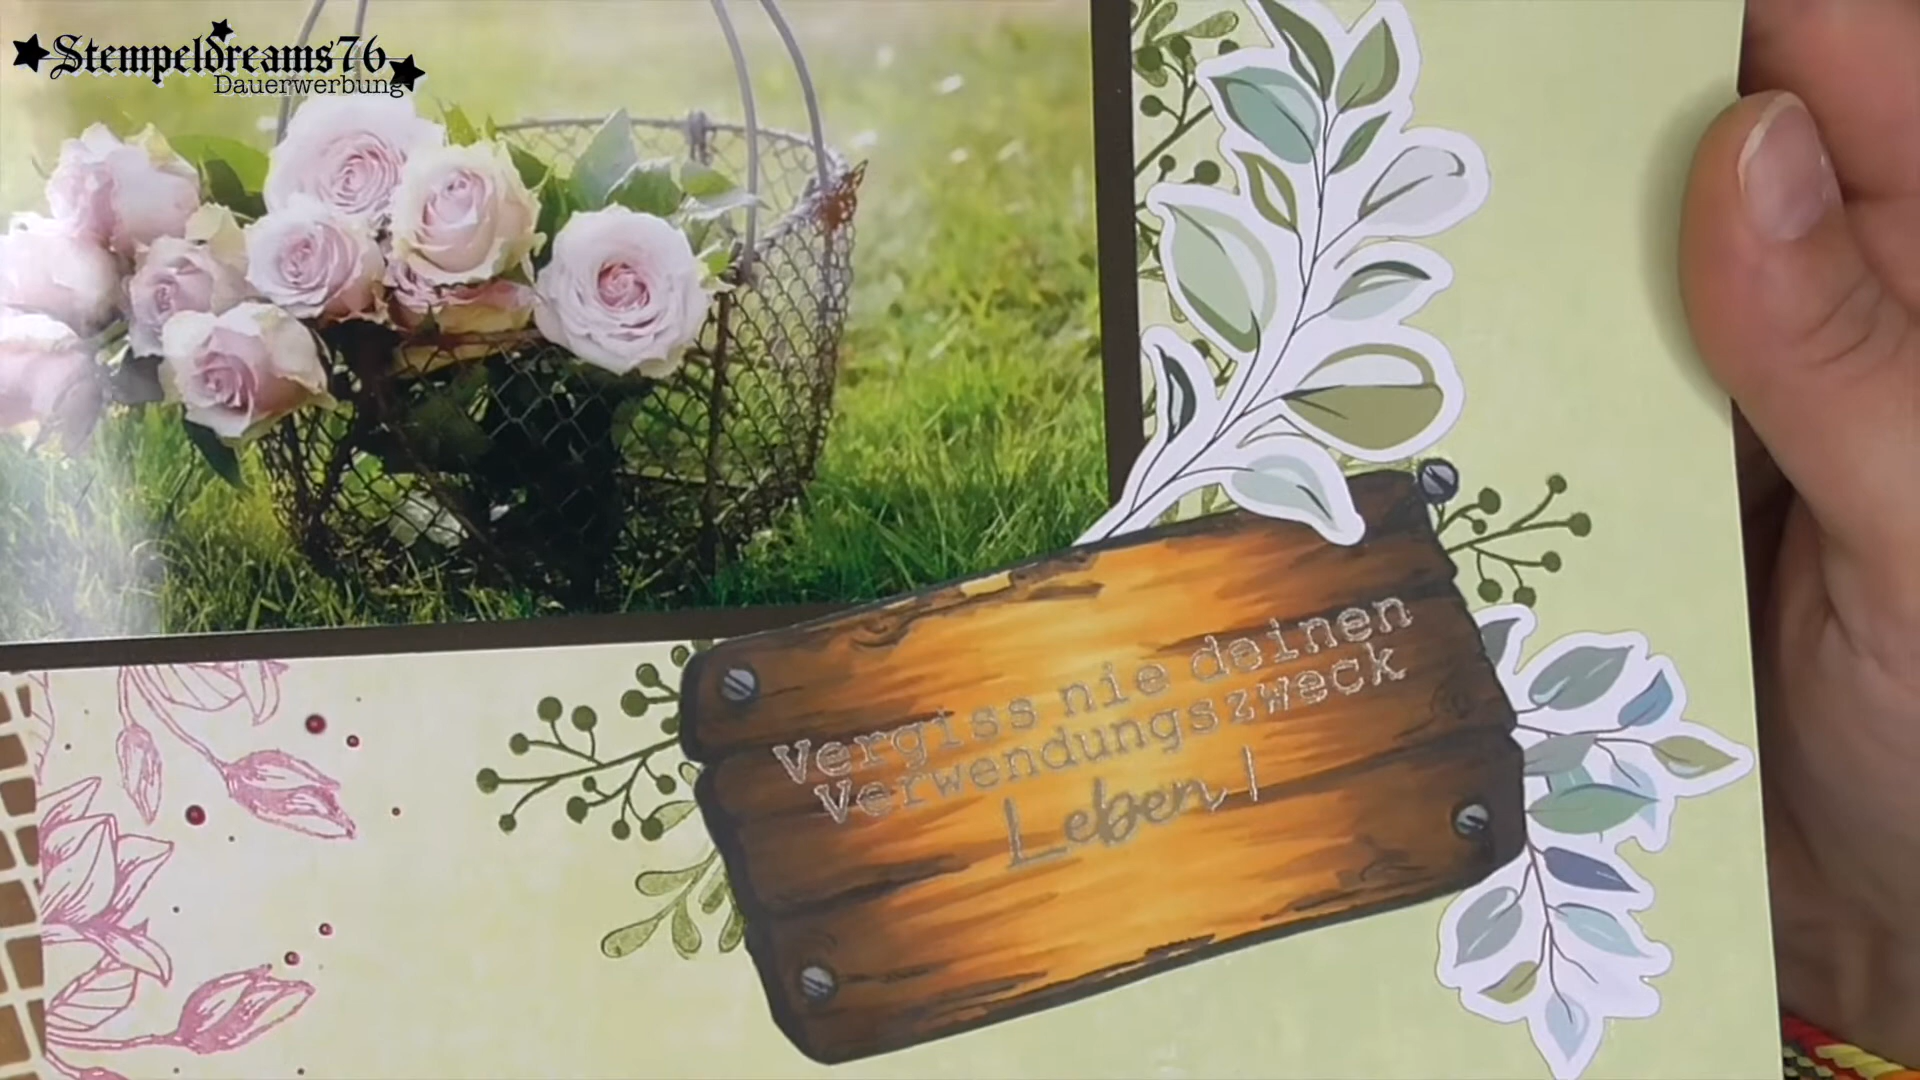 Stempeldreams76
Dauerwerbung
Vergiss nie deinen
Verwendungszweck
Leben!